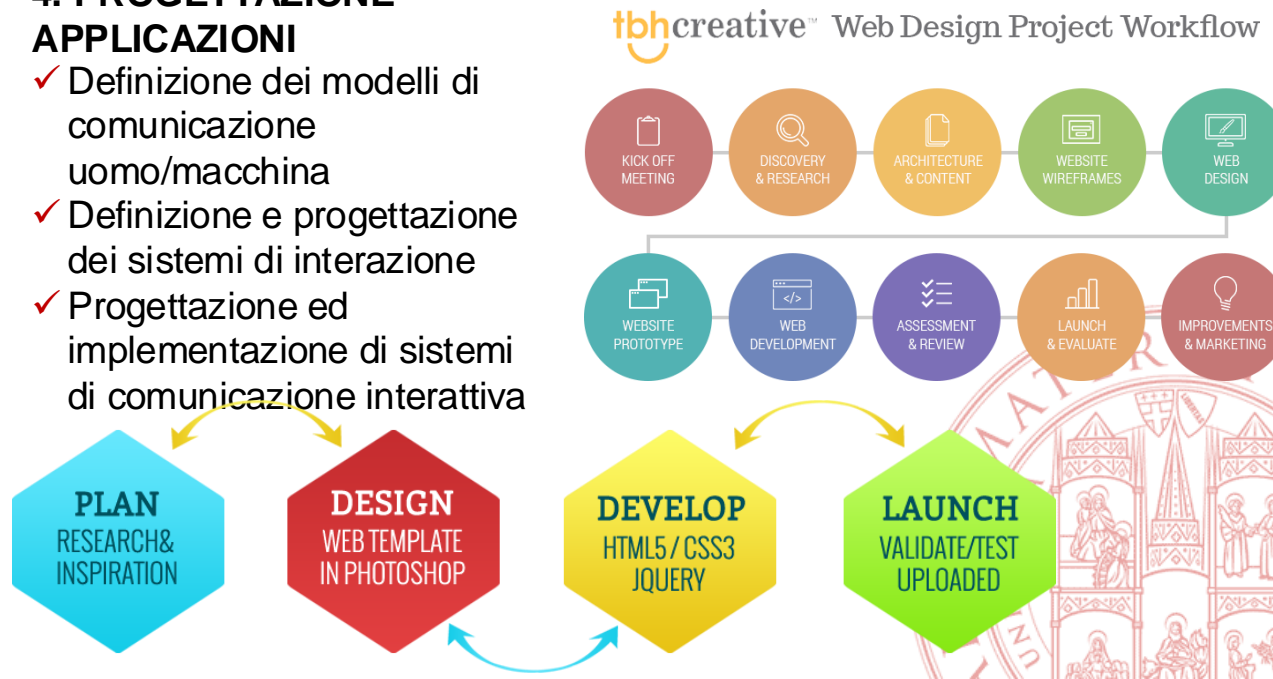 4. PROGETTAZIONE
APPLICAZIONI
✓ Definizione dei modelli di
comunicazione
uomo/macchina
✓ Definizione e progettazione
dei sistemi di interazione
✓ Progettazione ed
implementazione di sistemi
di comunicazione interattiva
tbhcreative™ Web Design Project Workflow
KICK OFF
MEETING
DISCOVERY
& RESEARCH
ARCHITECTURE
& CONTENT
WEBSITE
WIREFRAMES
WEB
DESIGN
WEBSITE
PROTOTYPE
</>
WEB
DEVELOPMENT
ASSESSMENT
& REVIEW
LAUNCH
& EVALUATE
IMPROVEMENTS
& MARKETING
PLAN
RESEARCH&
INSPIRATION
DESIGN
WEB TEMPLATE
IN PHOTOSHOP
DEVELOP
HTML5 / CSS3
JQUERY
LAUNCH
VALIDATE/TEST
UPLOADED